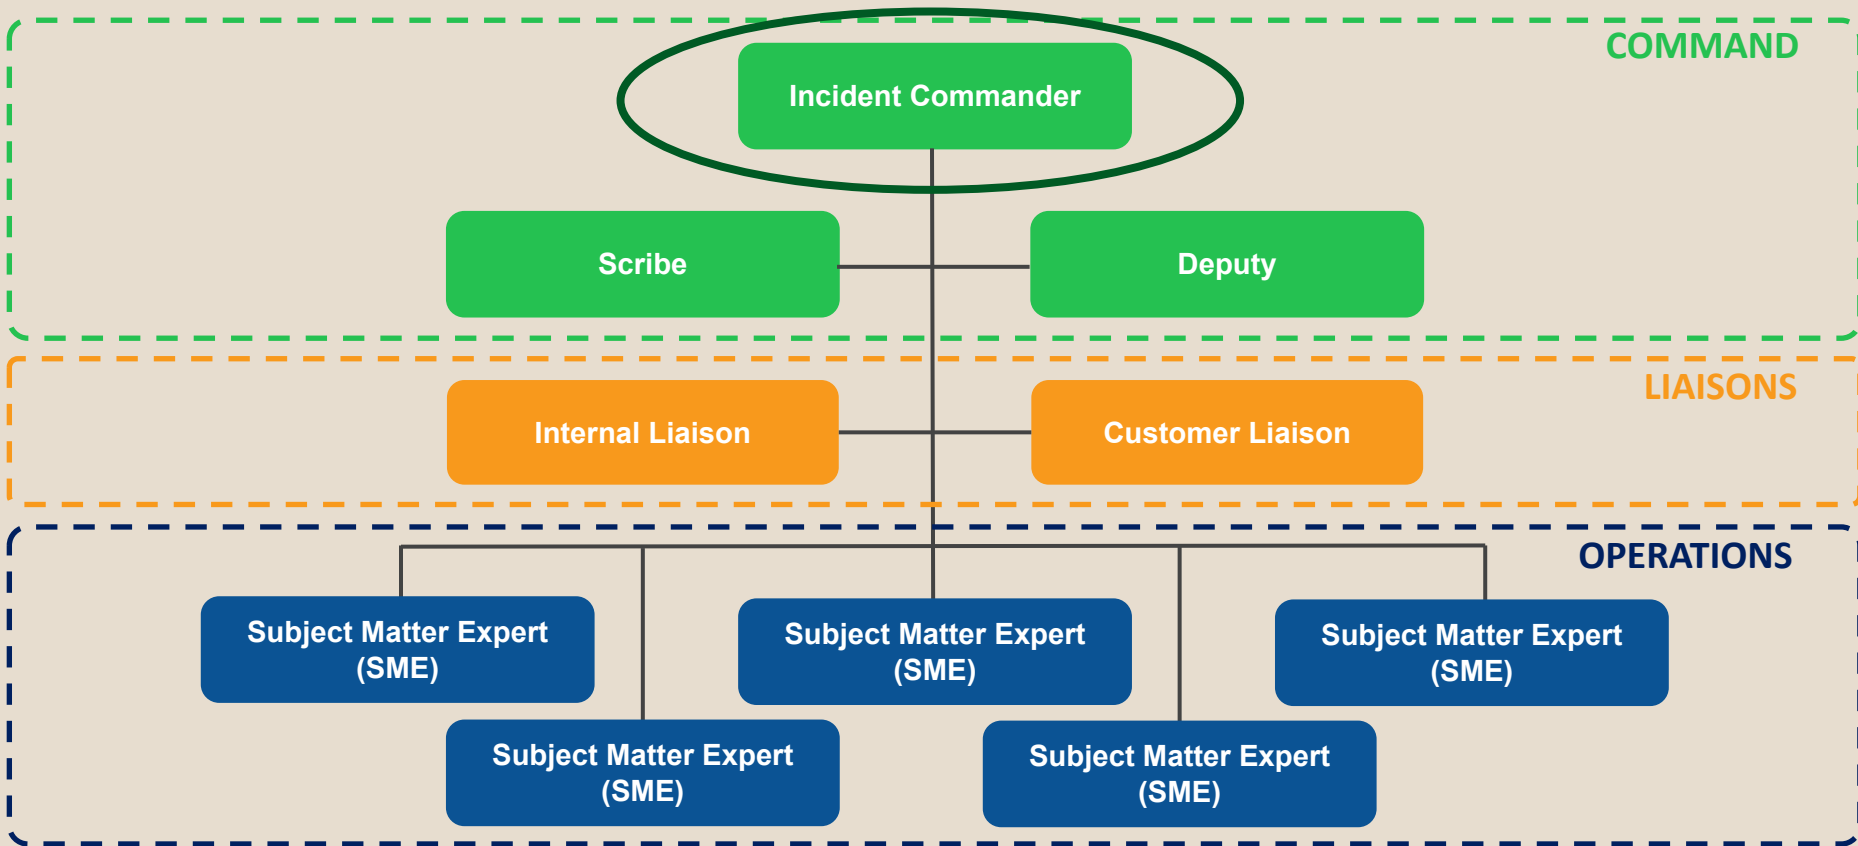 COMMAND
Incident Commander
Scribe
Deputy
LIAISONS
Internal Liaison
Customer Liaison
OPERATIONS
Subject Matter Expert
(SME)
Subject Matter Expert
(SME)
Subject Matter Expert
(SME)
Subject Matter Expert
(SME)
Subject Matter Expert
(SME)